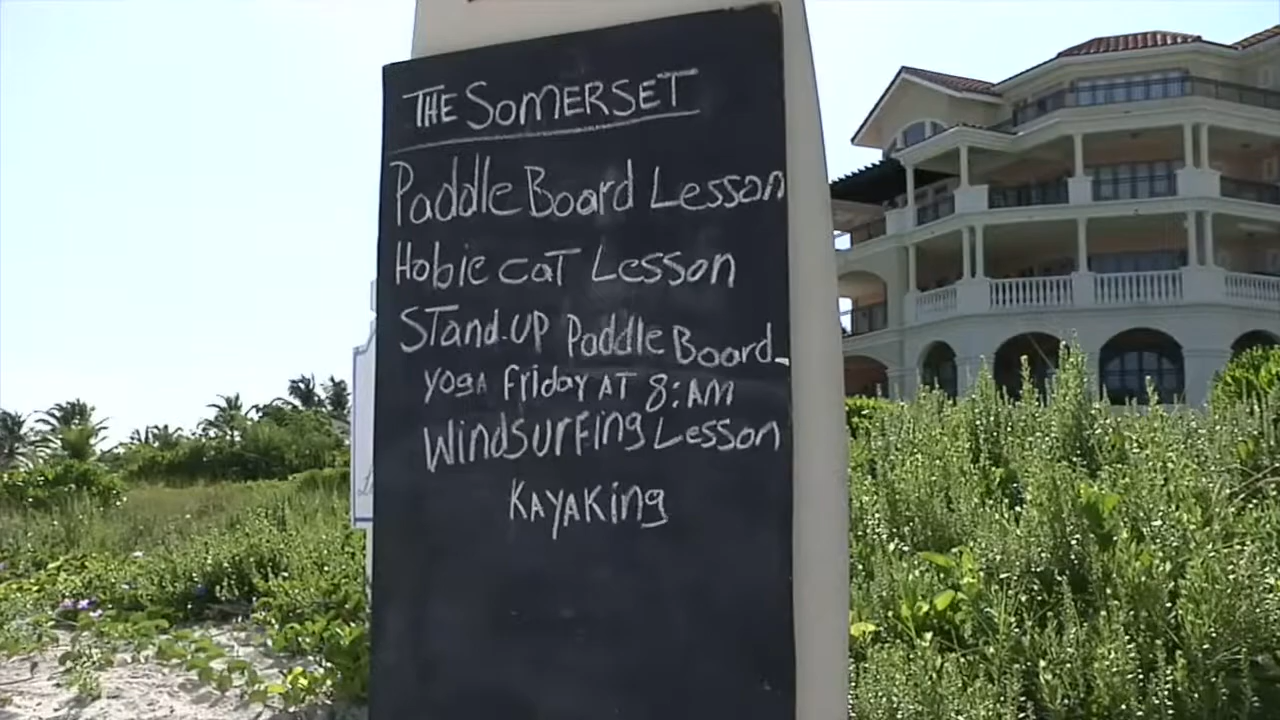 THE SOMERSET
Paddle Board Lesson
Hobie cat Lesson
Stand-up Paddle Board-
yoga friday AT 8:AM
Windsurfing Lesson
KAYAKing